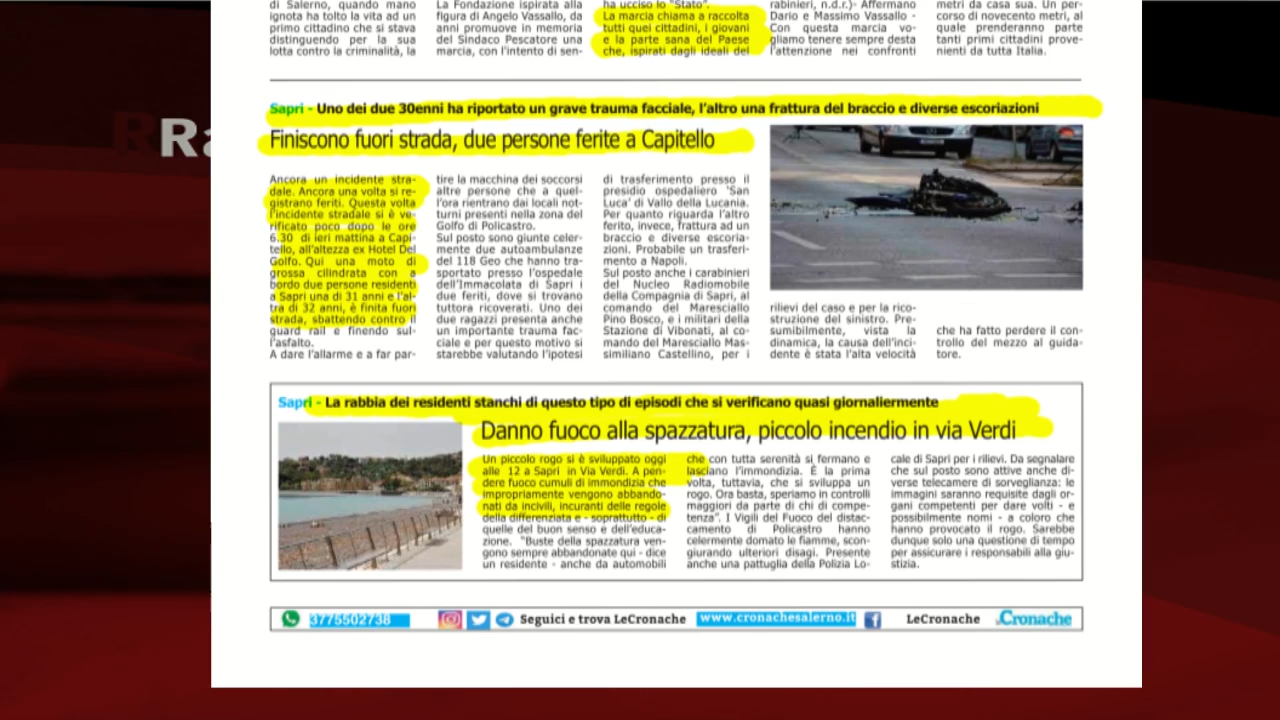 di Salerno, quando mano
ignota ha tolto la vita ad un
primo cittadino che si stava
distinguendo per la sua
lotta contro la criminalità, la
La Fondazione ispirata alla
figura di Angelo Vassallo, da
anni promuove in memoria
del Sindaco Pescatore una
marcia, con l'intento di sen-
ha ucciso lo "Stato".
La marcia chiama a raccolta
tutti quei cittadini, i giovani
e la parte sana del Paese
che, ispirati dagli ideali del
rabinieri, n.d.r.)- Affermano
Dario e Massimo Vassallo -
Con questa marcia vo-
gliamo tenere sempre desta
l'attenzione nei confronti
metri da casa sua. Un per-
corso di novecento metri, al
quale prenderanno parte
tanti primi cittadini prove-
nienti da tutta Italia.
Sapri - Uno dei due 30enni ha riportato un grave trauma facciale, l'altro una frattura del braccio e diverse escoriazioni
Finiscono fuori strada, due persone ferite a Capitello
RRa
Ancora un incidente stra-
dale. Ancora una volta si re-
gistrano feriti. Questa volta
l'incidente stradale si è ve-
rificato poco dopo le ore
6.30 di ieri mattina a Capi-
tello, all'altezza ex Hotel Del
Golfo. Qui una moto di
grossa cilindrata con a
bordo due persone residenti
a Sapri una di 31 anni e l'al-
tra di 32 anni, è finita fuori
strada, sbattendo contro il
guard rail e finendo sul-
l'asfalto.
A dare l'allarme e a far par-
tire la macchina dei soccorsi
altre persone che a quel-
l'ora rientrano dai locali not-
turni presenti nella zona del
Golfo di Policastro.
Sul posto sono giunte celer-
mente due autoambulanze
del 118 Geo che hanno tra-
sportato presso l'ospedale
dell'Immacolata di Sapri i
due feriti, dove si trovano
tuttora ricoverati. Uno dei
due ragazzi presenta anche
un importante trauma fac-
ciale e per questo motivo si
starebbe valutando l'ipotesi
di trasferimento presso il
presidio ospedaliero 'San
Luca' di Vallo della Lucania.
Per quanto riguarda l'altro
ferito, invece, frattura ad un
braccio e diverse escoria-
zioni. Probabile un trasferi-
mento a Napoli.
Sul posto anche i carabinieri
del Nucleo Radiomobile
della Compagnia di Sapri, al
comando del Maresciallo
Pino Bosco, e i militari della
Stazione di Vibonati, al co-
mando del Maresciallo Mas-
similiano Castellino, per i
rilievi del caso e per la rico-
struzione del sinistro. Pre-
sumibilmente, vista la
dinamica, la causa dell'inci-
dente è stata l'alta velocità
che ha fatto perdere il con-
trollo del mezzo al guida-
tore.
Sapri - La rabbia dei residenti stanchi di questo tipo di episodi che si verificano quasi giornaliermente
Danno fuoco alla spazzatura, piccolo incendio in via Verdi
Un piccolo rogo si è sviluppato oggi
alle 12 a Sapri in Via Verdi. A pen-
dere fuoco cumuli di immondizia che
impropriamente vengono abbando-
nati da incivili, incuranti delle regole
della differenziata e - soprattutto - di
quelle del buon senso e dell'educa-
zione. "Buste della spazzatura ven-
gono sempre abbandonate qui - dice
un residente - anche da automobili
che con tutta serenità si fermano e
lasciano l'immondizia. È la prima
volta, tuttavia, che si sviluppa un
rogo. Ora basta, speriamo in controlli
maggiori da parte di chi di compe-
tenza". I Vigili del Fuoco del distac-
camento di Policastro hanno
celermente domato le fiamme, scon-
giurando ulteriori disagi. Presente
anche una pattuglia della Polizia Lo-
cale di Sapri per i rilievi. Da segnalare
che sul posto sono attive anche di-
verse telecamere di sorveglianza: le
immagini saranno requisite dagli or-
gani competenti per dare volti - e
possibilmente nomi - a coloro che
hanno provocato il rogo. Sarebbe
dunque solo una questione di tempo
per assicurare i responsabili alla giu-
stizia.
3775502738 Seguici e trova LeCronache www.cronachesalerno.it LeCronache Cronache